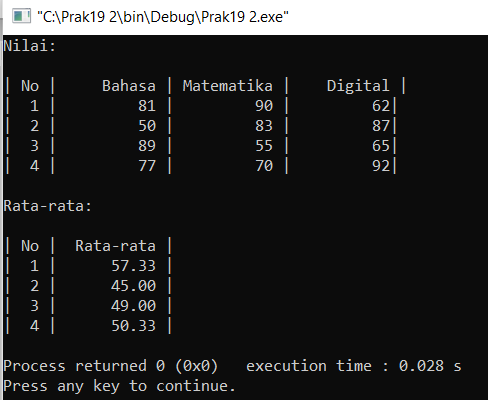 "C:\Prak19 2\bin\Debug\Prak19 2.exe"
Nilai:
| No |     Bahasa | Matematika |    Digital |
|  1 |         81 |         90 |         62|
|  2 |         50 |         83 |         87|
|  3 |         89 |         55 |         65|
|  4 |         77 |         70 |         92|
Rata-rata:
| No |  Rata-rata |
|  1 |      57.33 |
|  2 |      45.00 |
|  3 |      49.00 |
|  4 |      50.33 |
Process returned 0 (0x0)   execution time : 0.028 s
Press any key to continue.